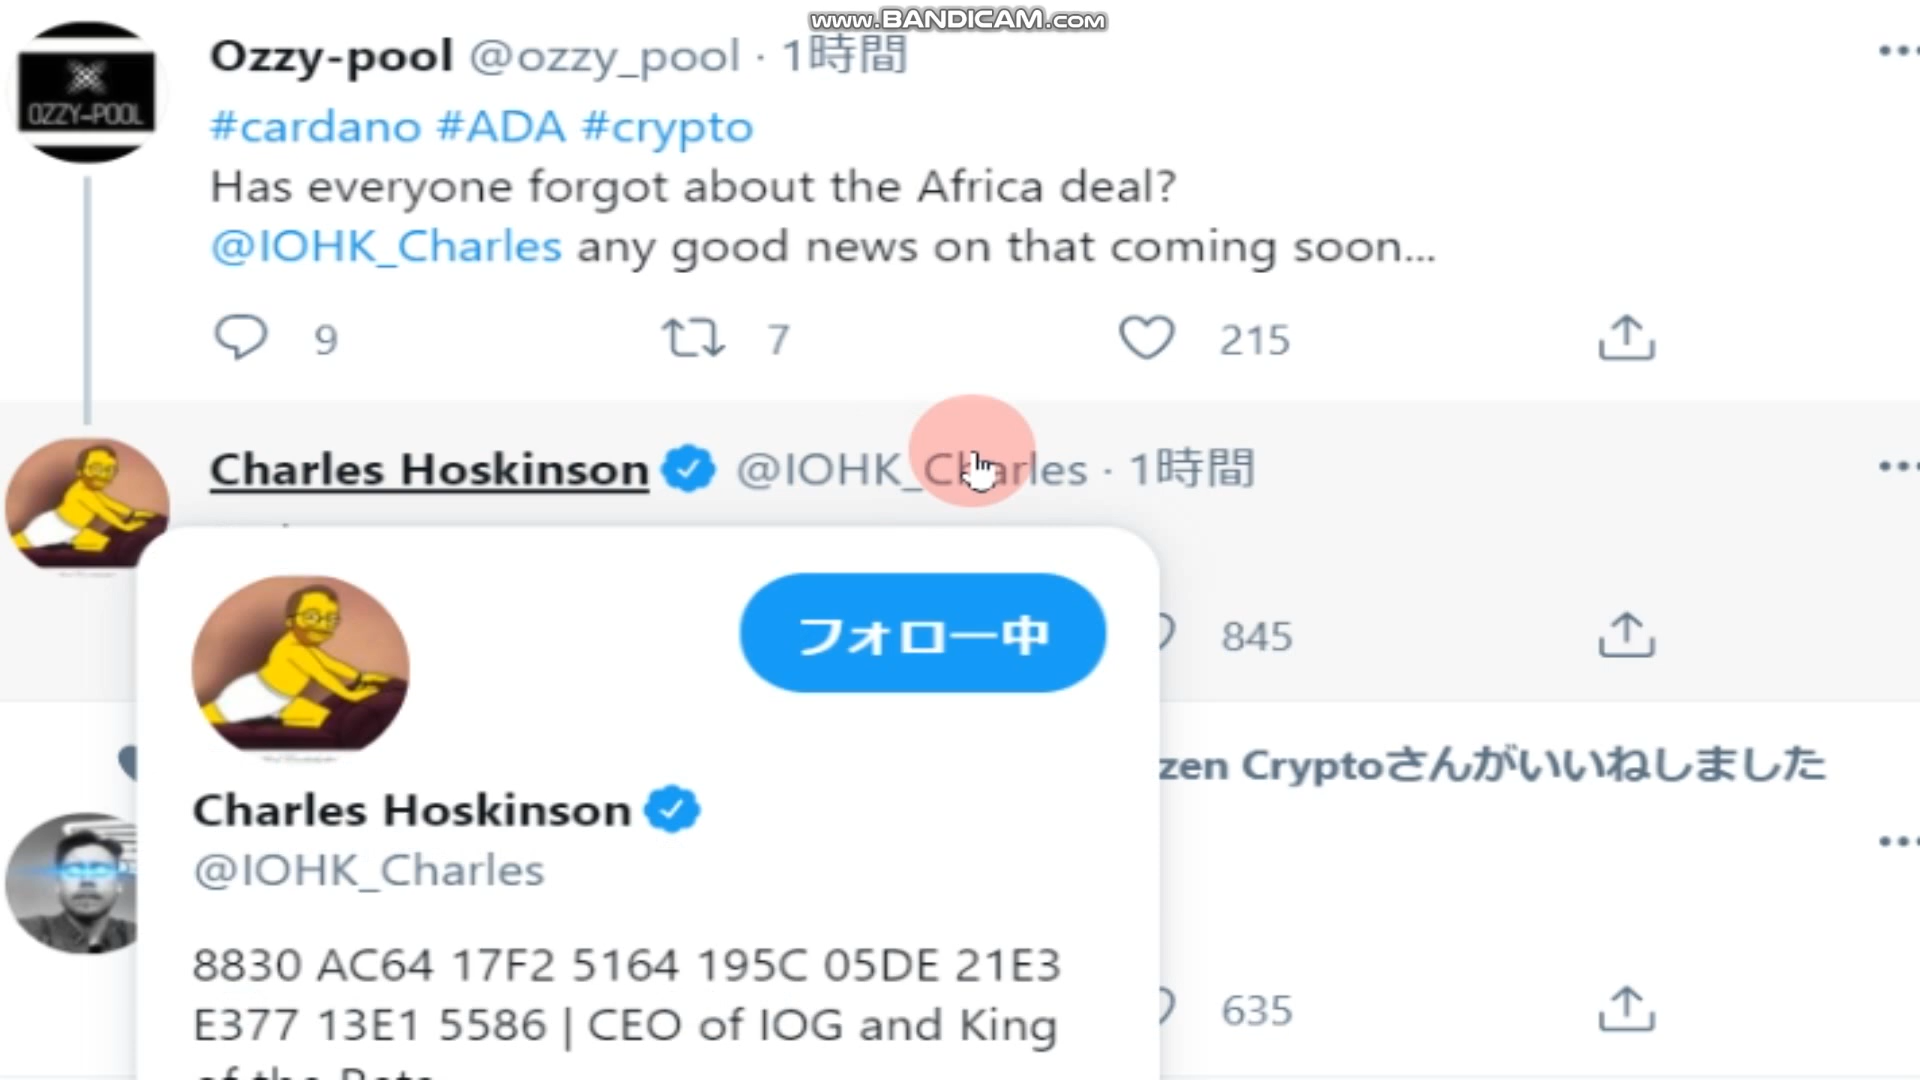 www.BANDICAM.com
Ozzy-pool @ozzy_pool · 1時間
OZZY-POOL
#cardano #ADA #crypto
Has everyone forgot about the Africa deal?
@IOHK_Charles any good news on that coming soon...
9 7 215
Charles Hoskinson @IOHK_Charles · 1時間
フォロー中
845
zen Cryptoさんがいいねしました
Charles Hoskinson
@IOHK_Charles
8830 AC64 17F2 5164 195C 05DE 21E3
E377 13E1 5586 | CEO of IOG and King
635